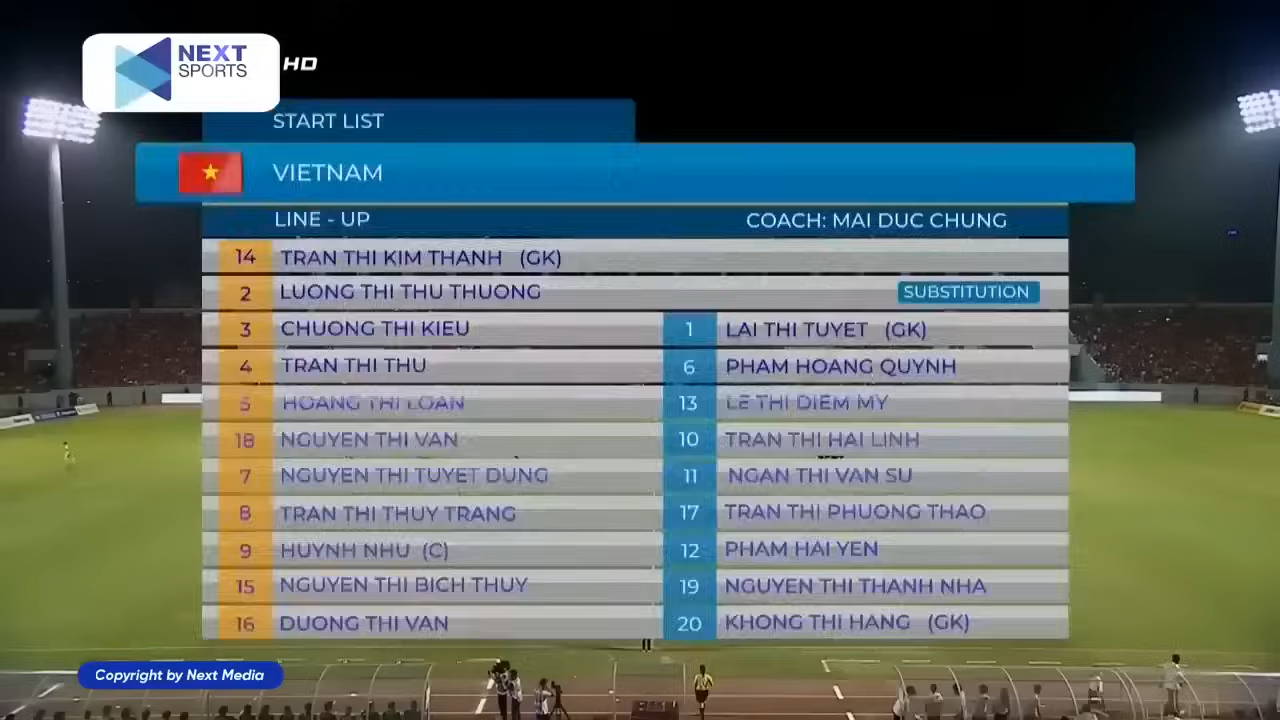 NEXT
SPORTS
HD
START LIST
VIETNAM
LINE - UP
COACH: MAI DUC CHUNG
14 TRAN THI KIM THANH (GK)
2 LUONG THI THU THUONG
3 CHUONG THI KIEU
4 TRAN THI THU
5 HOANG THI LOAN
18 NGUYEN THI VAN
7 NGUYEN THI TUYET DUNG
8 TRAN THI THUY TRANG
9 HUYNH NHU (C)
15 NGUYEN THI BICH THUY
16 DUONG THI VAN
SUBSTITUTION
1 LAI THI TUYET (GK)
6 PHAM HOANG QUYNH
13 LE THI DIEM MY
10 TRAN THI HAI LINH
11 NGAN THI VAN SU
17 TRAN THI PHUONG THAO
12 PHAM HAI YEN
19 NGUYEN THI THANH NHA
20 KHONG THI HANG (GK)
Copyright by Next Media